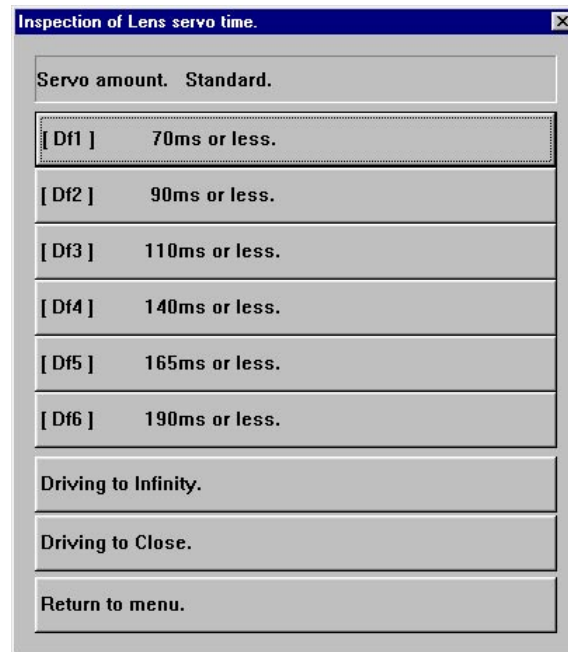 Inspection of Lens servo time.
Servo amount. Standard.
[ Df1 ] 70ms or less.
[ Df2 ] 90ms or less.
[ Df3 ] 110ms or less.
[ Df4 ] 140ms or less.
[ Df5 ] 165ms or less.
[ Df6 ] 190ms or less.
Driving to Infinity.
Driving to Close.
Return to menu.